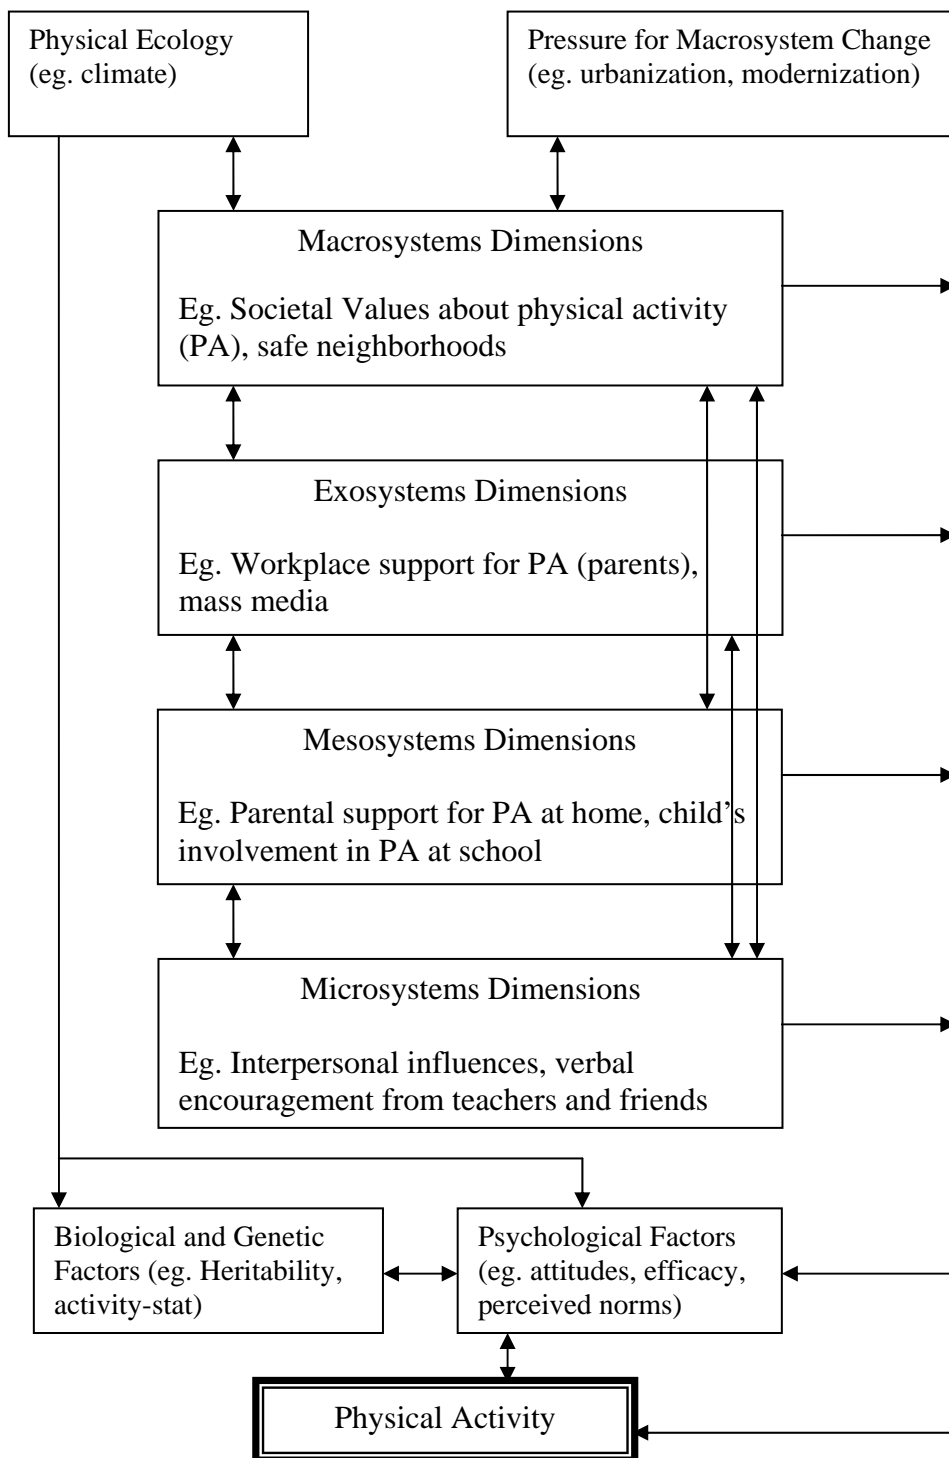 Physical Ecology
(eg. climate)
Pressure for Macrosystem Change
(eg. urbanization, modernization)
Macrosystems Dimensions
Eg. Societal Values about physical activity
(PA), safe neighborhoods
Exosystems Dimensions
Eg. Workplace support for PA (parents),
mass media
Mesosystems Dimensions
Eg. Parental support for PA at home, child’s
involvement in PA at school
Microsystems Dimensions
Eg. Interpersonal influences, verbal
encouragement from teachers and friends
Biological and Genetic
Factors (eg. Heritability,
activity-stat)
Psychological Factors
(eg. attitudes, efficacy,
perceived norms)
Physical Activity